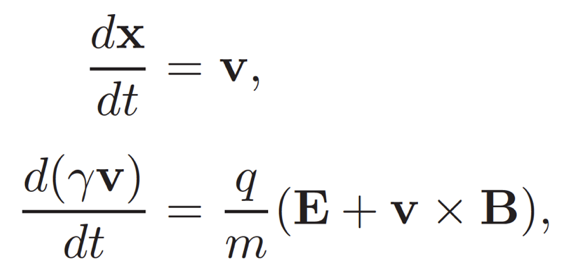 d𝐱/dt = 𝐯,
d(γ𝐯)/dt = q/m (𝐄 + 𝐯 × 𝐁),